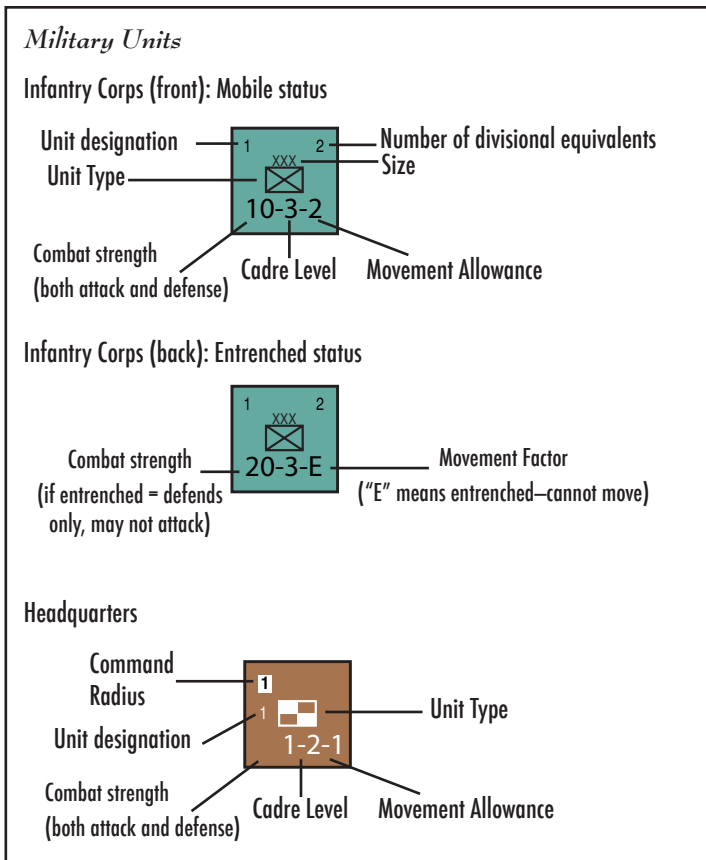 Military Units
Infantry Corps (front): Mobile status
Unit designation
1 2
Number of divisional equivalents
XXX
Size
Unit Type
10-3-2
Combat strength
(both attack and defense)
Cadre Level
Movement Allowance
Infantry Corps (back): Entrenched status
1 2
XXX
20-3-E
Combat strength
(if entrenched = defends
only, may not attack)
Movement Factor
(“E” means entrenched–cannot move)
Headquarters
Command
Radius
1
Unit designation
1
Unit Type
1-2-1
Combat strength
(both attack and defense)
Cadre Level
Movement Allowance